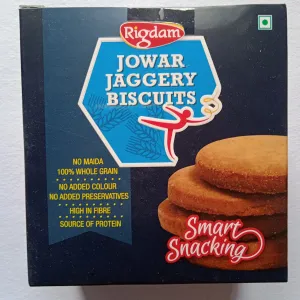 Rigdam
JOWAR
JAGGERY
BISCUITS
NO MAIDA
100% WHOLE GRAIN
NO ADDED COLOUR
NO ADDED PRESERVATIVES
HIGH IN FIBRE
SOURCE OF PROTEIN
Smart
Snacking